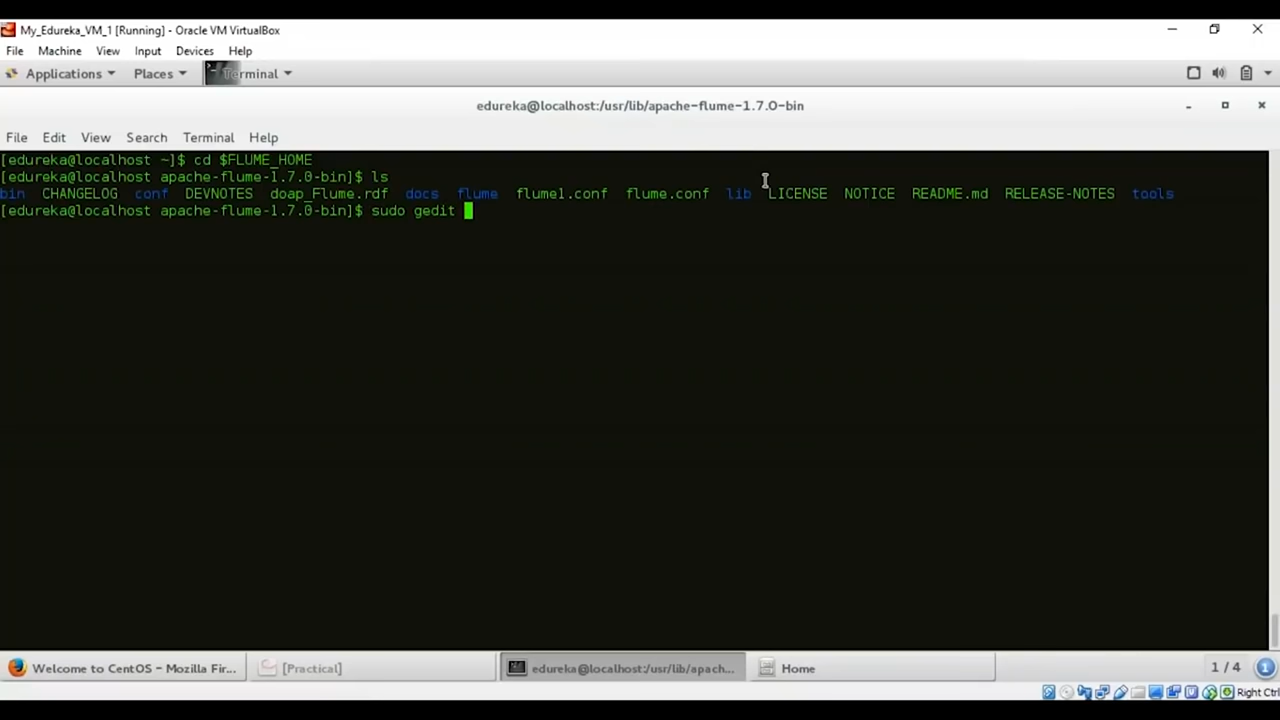 My_Edureka_VM_1 [Running] - Oracle VM VirtualBox
File Machine View Input Devices Help
Applications Places Terminal
edureka@localhost:/usr/lib/apache-flume-1.7.0-bin
File Edit View Search Terminal Help
[edureka@localhost ~]$ cd $FLUME_HOME
[edureka@localhost apache-flume-1.7.0-bin]$ ls
bin CHANGELOG conf DEVNOTES doap_Flume.rdf docs flume flume1.conf flume.conf lib LICENSE NOTICE README.md RELEASE-NOTES tools
[edureka@localhost apache-flume-1.7.0-bin]$ sudo gedit
Welcome to CentOS - Mozilla Fir... [Practical] edureka@localhost:/usr/lib/apach... Home 1 / 4 1
Right Ctrl